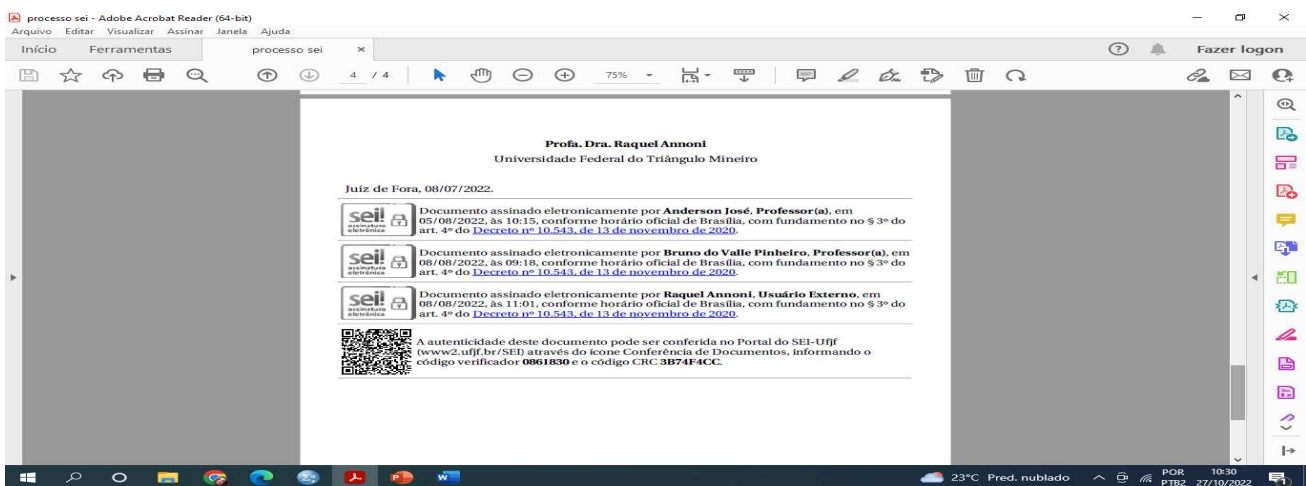 processo sei - Adobe Acrobat Reader (64-bit)
Arquivo Editar Visualizar Assinar Janela Ajuda
Início Ferramentas processo sei × Fazer logon
4 / 4 75%
Profa. Dra. Raquel Annoni
Universidade Federal do Triângulo Mineiro
Juiz de Fora, 08/07/2022.
sei!
assinatura
eletrônica
Documento assinado eletronicamente por Anderson José, Professor(a), em
05/08/2022, às 10:15, conforme horário oficial de Brasília, com fundamento no § 3º do
art. 4º do Decreto nº 10.543, de 13 de novembro de 2020.
sei!
assinatura
eletrônica
Documento assinado eletronicamente por Bruno do Valle Pinheiro, Professor(a), em
08/08/2022, às 09:18, conforme horário oficial de Brasília, com fundamento no § 3º do
art. 4º do Decreto nº 10.543, de 13 de novembro de 2020.
sei!
assinatura
eletrônica
Documento assinado eletronicamente por Raquel Annoni, Usuário Externo, em
08/08/2022, às 11:01, conforme horário oficial de Brasília, com fundamento no § 3º do
art. 4º do Decreto nº 10.543, de 13 de novembro de 2020.
A autenticidade deste documento pode ser conferida no Portal do SEI-Ufjf
(www2.ufjf.br/SEI) através do ícone Conferência de Documentos, informando o
código verificador 0861830 e o código CRC 3B74F4CC.
23°C Pred. nublado POR 10:30
PTB2 27/10/2022